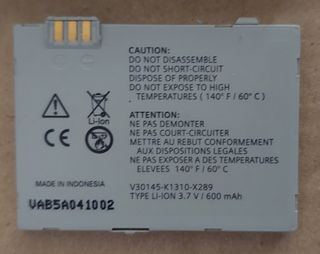 CAUTION:
DO NOT DISASSEMBLE
DO NOT SHORT-CIRCUIT
DISPOSE OF PROPERLY
DO NOT EXPOSE TO HIGH
TEMPERATURES ( 140° F / 60° C )
Li-Ion
ATTENTION:
NE PAS DEMONTER
NE PAS COURT-CIRCUITER
METTRE AU REBUT CONFORMEMENT
AUX DISPOSITIONS LEGALES
NE PAS EXPOSER A DES TEMPERATURES
ELEVEES 140° F / 60° C )
CE
MADE IN INDONESIA
V30145-K1310-X289
TYPE LI-ION 3.7 V / 600 mAh
VAB5A041002